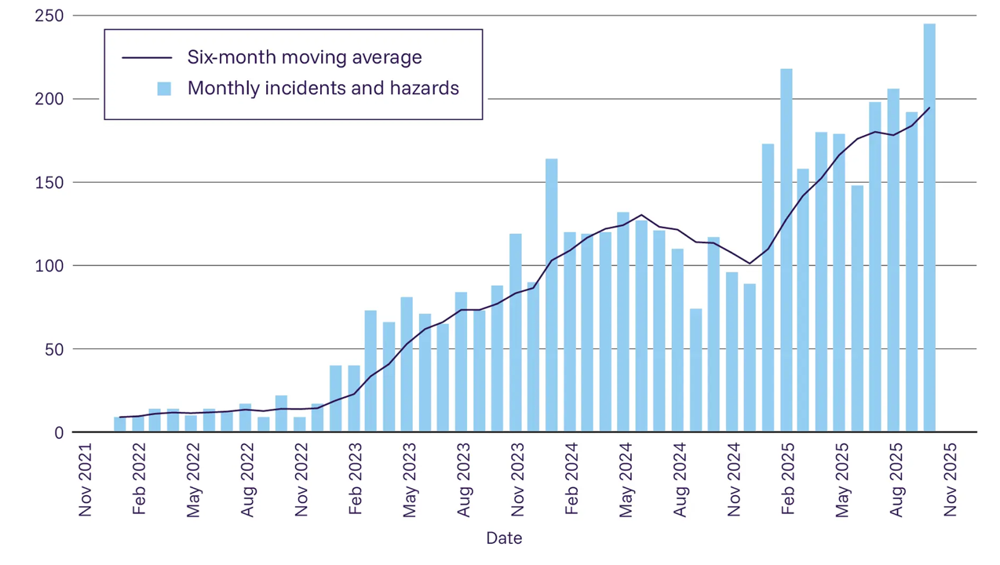 250
Six-month moving average
Monthly incidents and hazards
200
150
100
50
0
Nov 2021
Feb 2022
May 2022
Aug 2022
Nov 2022
Feb 2023
May 2023
Aug 2023
Nov 2023
Feb 2024
May 2024
Aug 2024
Nov 2024
Feb 2025
May 2025
Aug 2025
Nov 2025
Date